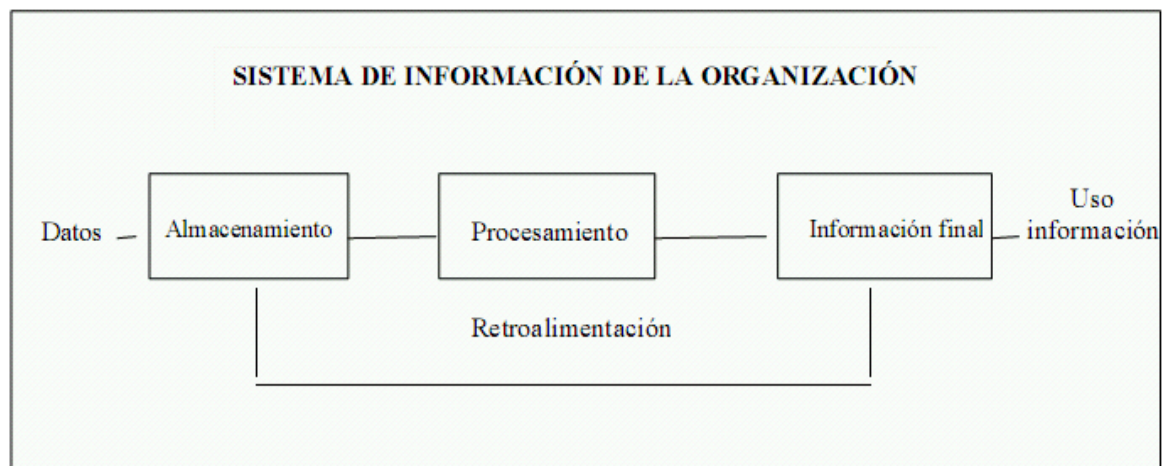 SISTEMA DE INFORMACIÓN DE LA ORGANIZACIÓN
Datos
Almacenamiento
Procesamiento
Información final
Uso
información
Retroalimentación